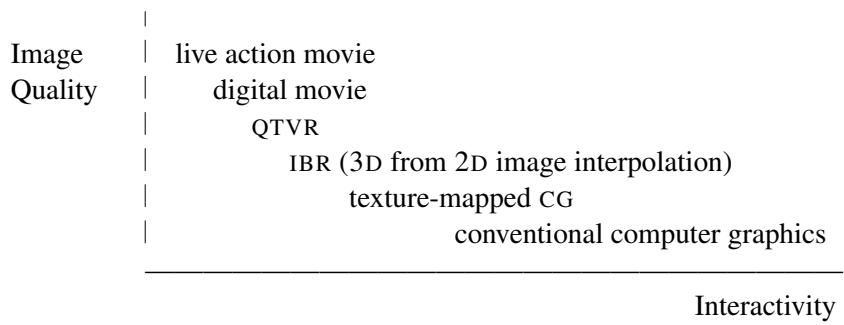 Image live action movie
Quality digital movie
QTVR
IBR (3D from 2D image interpolation)
texture-mapped CG
conventional computer graphics
Interactivity